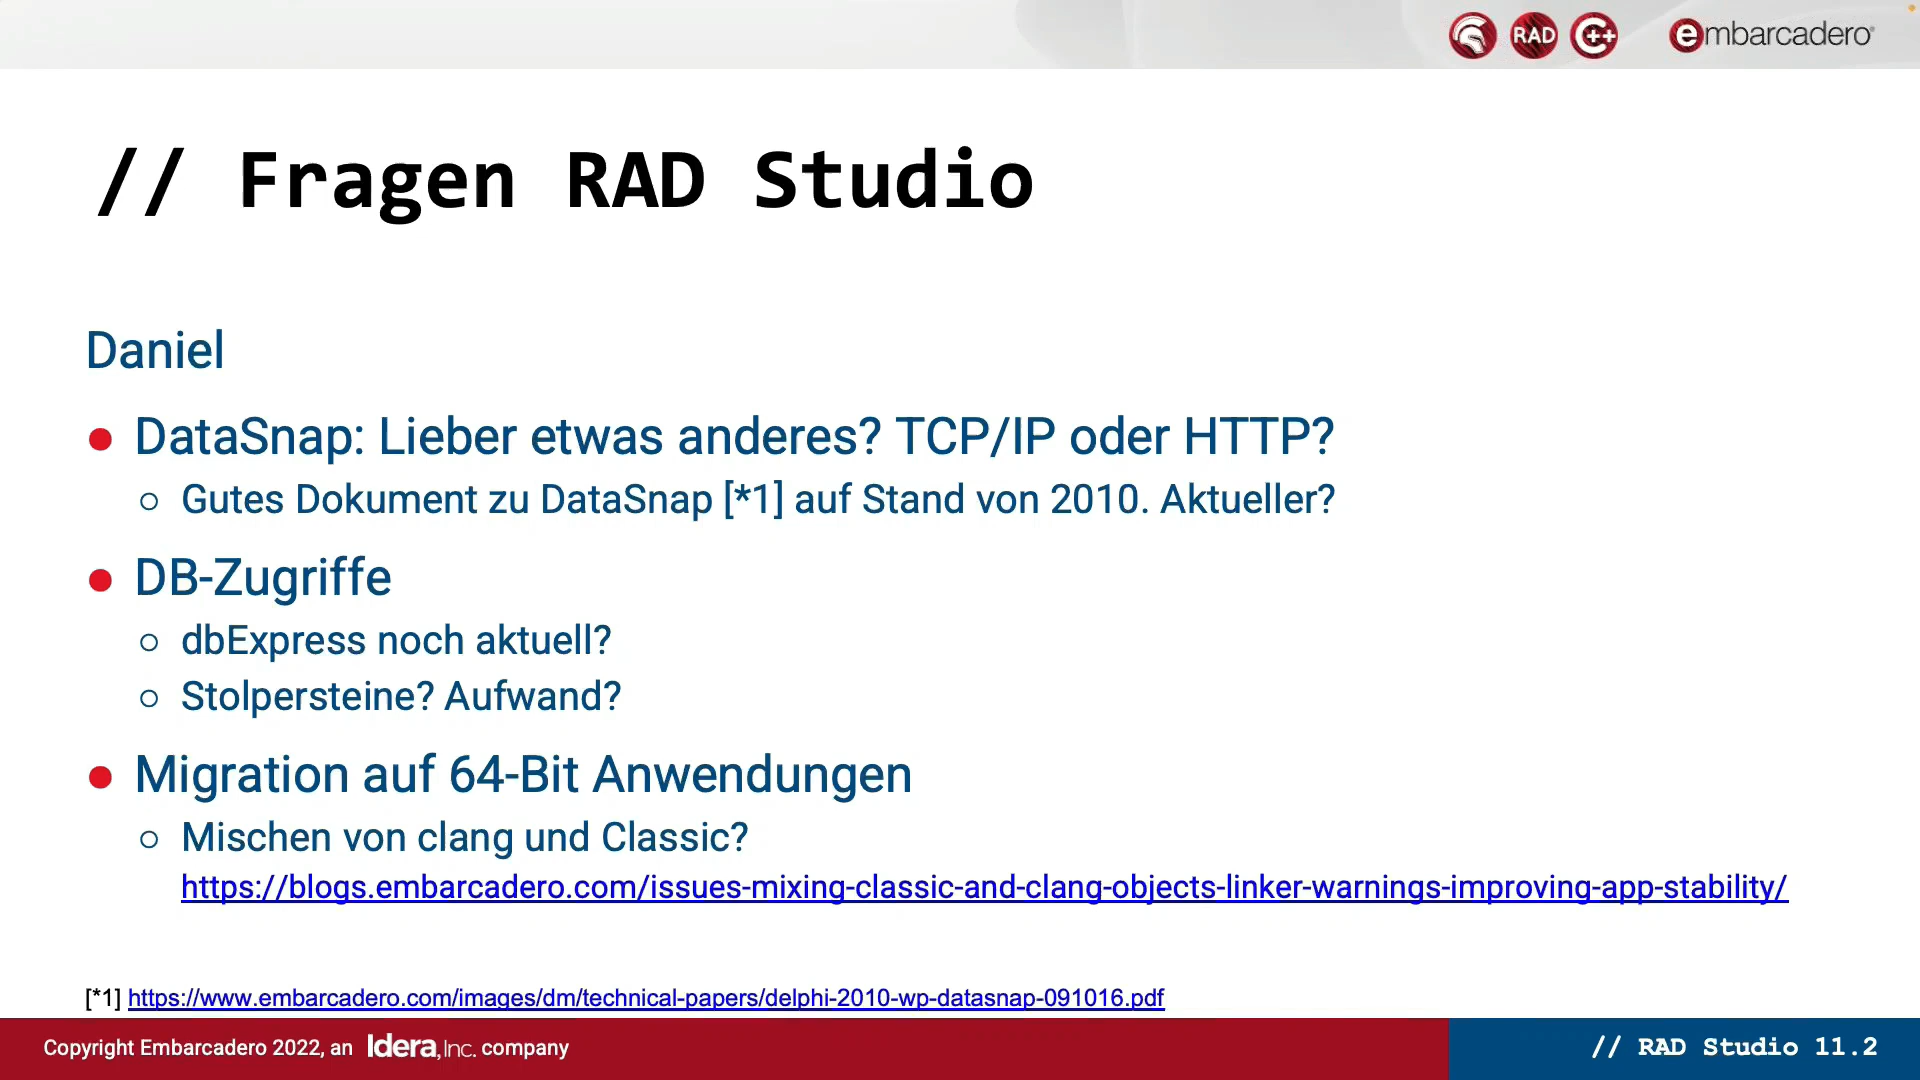 RAD C++ embarcadero
// Fragen RAD Studio
Daniel
● DataSnap: Lieber etwas anderes? TCP/IP oder HTTP?
○ Gutes Dokument zu DataSnap [*1] auf Stand von 2010. Aktueller?
● DB-Zugriffe
○ dbExpress noch aktuell?
○ Stolpersteine? Aufwand?
● Migration auf 64-Bit Anwendungen
○ Mischen von clang und Classic?
https://blogs.embarcadero.com/issues-mixing-classic-and-clang-objects-linker-warnings-improving-app-stability/
[*1] https://www.embarcadero.com/images/dm/technical-papers/delphi-2010-wp-datasnap-091016.pdf
Copyright Embarcadero 2022, an Idera, Inc. company
// RAD Studio 11.2